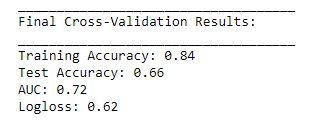 Final Cross-Validation Results:
Training Accuracy: 0.84
Test Accuracy: 0.66
AUC: 0.72
Logloss: 0.62